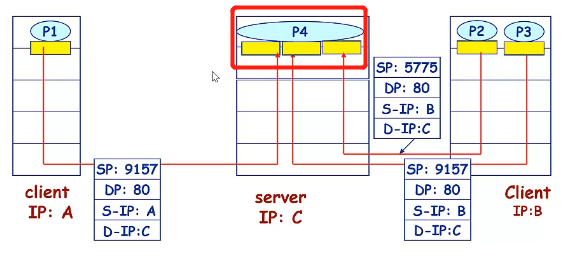 P1
P4
P2
P3
SP: 5775
DP: 80
S-IP: B
D-IP:C
SP: 9157
DP: 80
S-IP: A
D-IP:C
SP: 9157
DP: 80
S-IP: B
D-IP:C
client
IP: A
server
IP: C
Client
IP:B